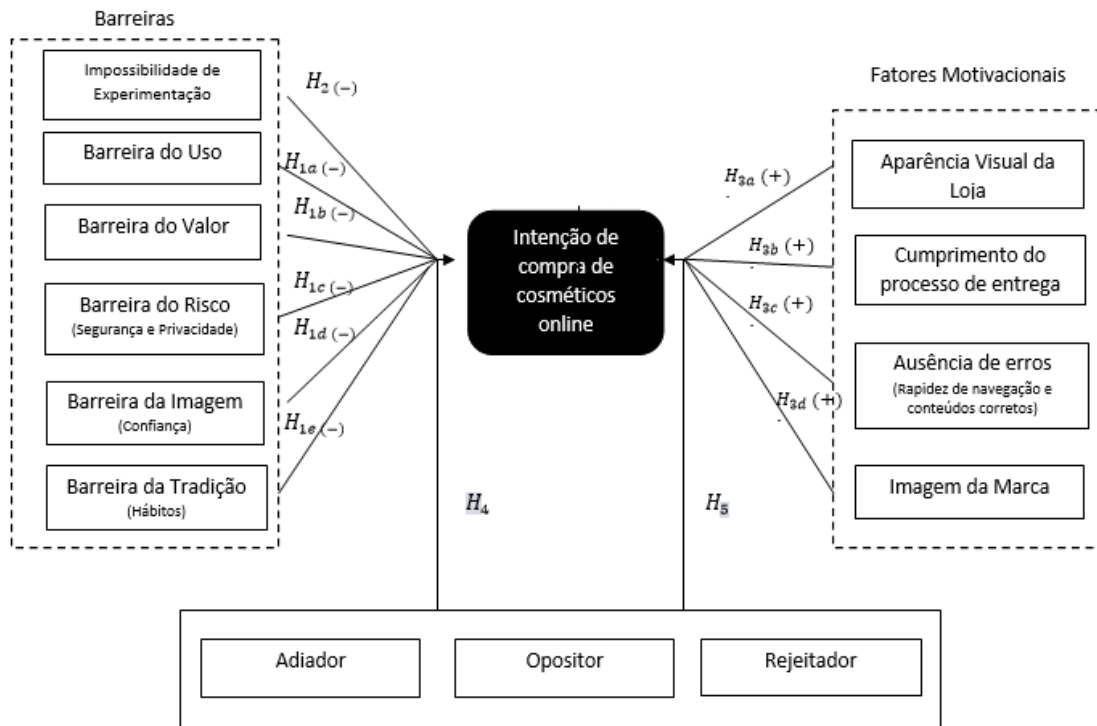 Barreiras
Impossibilidade de
Experimentação
Barreira do Uso
Barreira do Valor
Barreira do Risco
(Segurança e Privacidade)
Barreira da Imagem
(Confiança)
Barreira da Tradição
(Hábitos)
H2 (−)
H1a (−)
H1b (−)
H1c (−)
H1d (−)
H1e (−)
Intenção de
compra de
cosméticos
online
Fatores Motivacionais
H3a (+)
H3b (+)
H3c (+)
H3d (+)
Aparência Visual da
Loja
Cumprimento do
processo de entrega
Ausência de erros
(Rapidez de navegação e
conteúdos corretos)
Imagem da Marca
H4
H5
Adiador
Opositor
Rejeitador